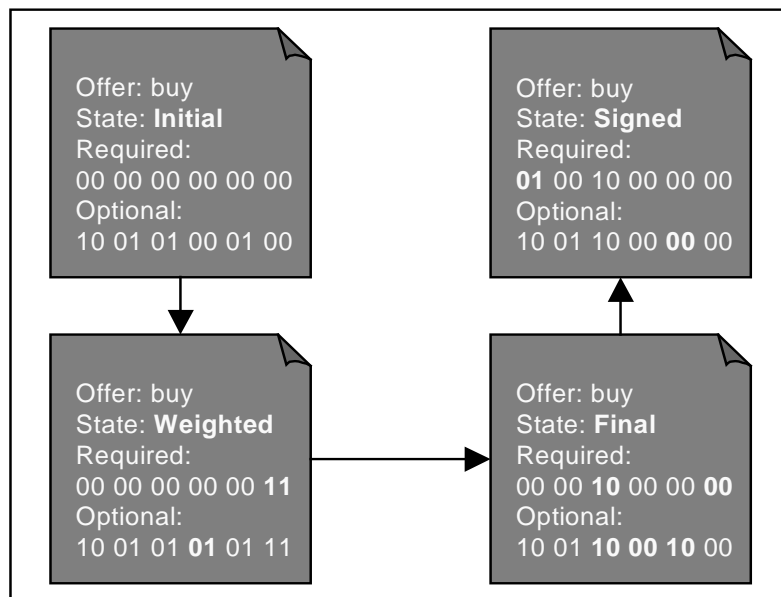 Offer: buy
State: Initial
Required:
00 00 00 00 00 00
Optional:
10 01 01 00 01 00
Offer: buy
State: Weighted
Required:
00 00 00 00 00 11
Optional:
10 01 01 01 01 11
Offer: buy
State: Final
Required:
00 00 10 00 00 00
Optional:
10 01 10 00 10 00
Offer: buy
State: Signed
Required:
01 00 10 00 00 00
Optional:
10 01 10 00 00 00